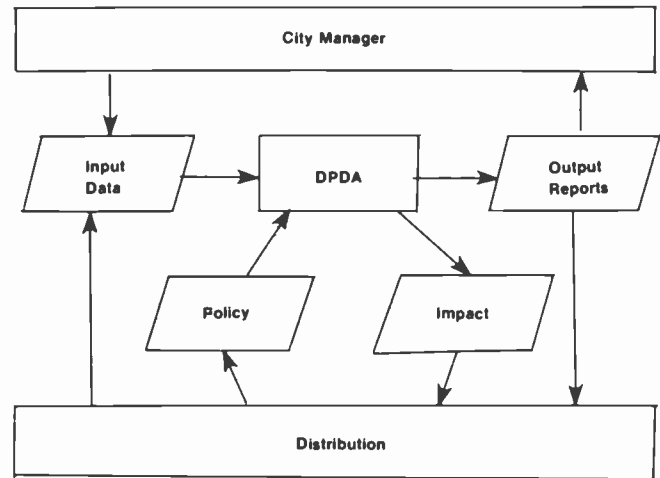 City Manager
Input
Data
DPDA
Output
Reports
Policy
Impact
Distribution